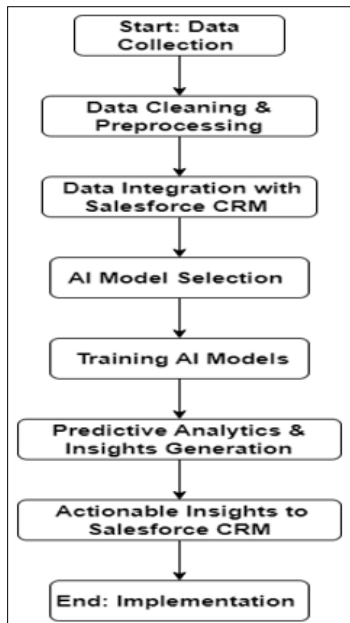 Start: Data
Collection
Data Cleaning &
Preprocessing
Data Integration with
Salesforce CRM
AI Model Selection
Training AI Models
Predictive Analytics &
Insights Generation
Actionable Insights to
Salesforce CRM
End: Implementation